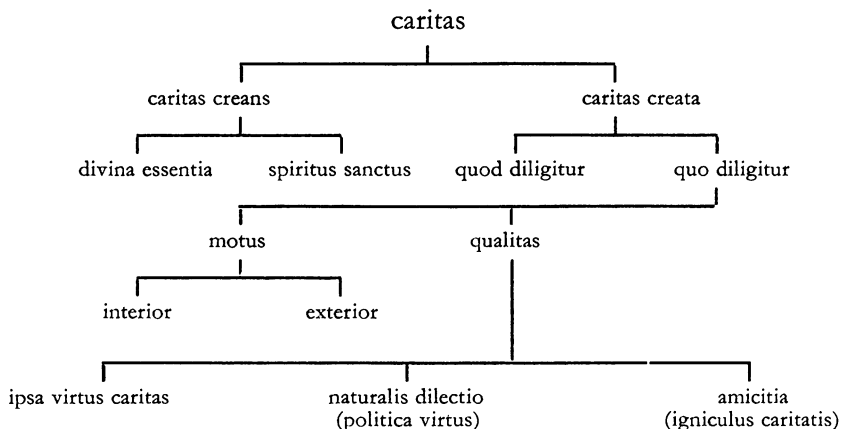 caritas
caritas creans caritas creata
divina essentia spiritus sanctus quod diligitur quo diligitur
motus qualitas
interior exterior
ipsa virtus caritas naturalis dilectio amicitia
(politica virtus) (igniculus caritatis)